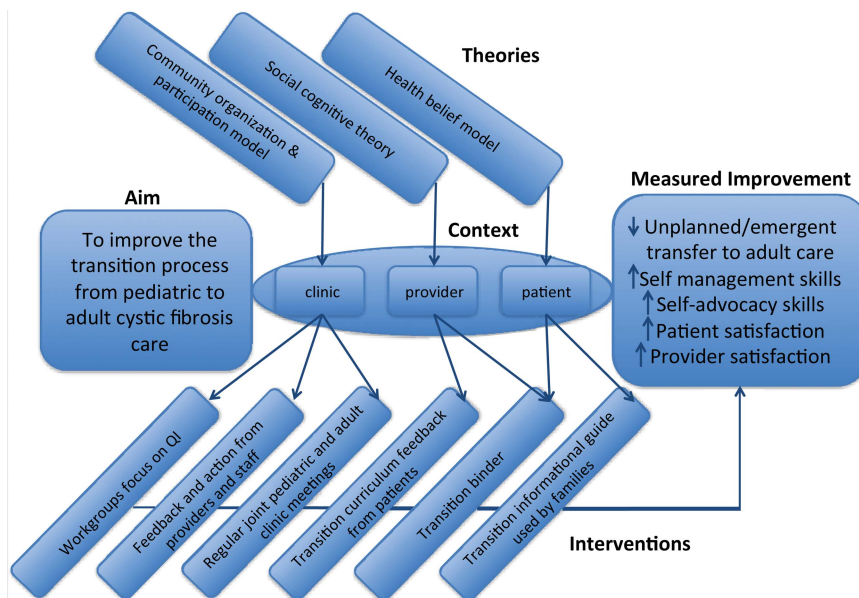 Theories
Community organization &
participation model
Social cognitive theory
Health belief model
Aim
To improve the
transition process
from pediatric to
adult cystic fibrosis
care
Context
clinic
provider
patient
Measured Improvement
Unplanned/emergent
transfer to adult care
Self management skills
Self-advocacy skills
Patient satisfaction
Provider satisfaction
Workgroups focus on QI
Feedback and action from
providers and staff
Regular joint pediatric and adult
clinic meetings
Transition curriculum feedback
from patients
Transition binder
Transition informational guide
used by families
Interventions